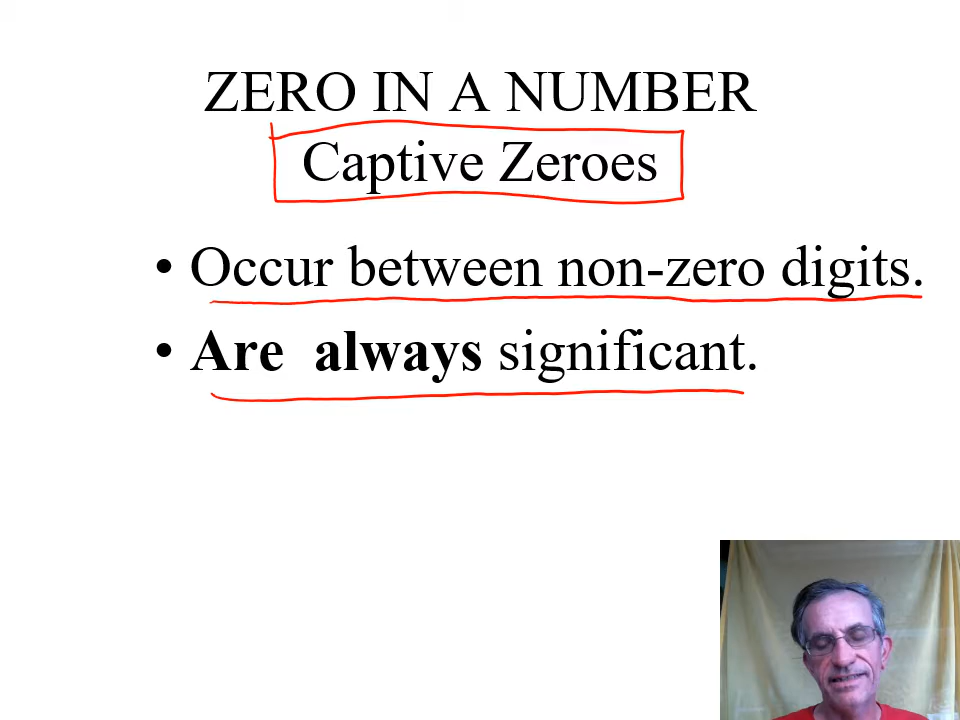 ZERO IN A NUMBER
Captive Zeroes
• Occur between non-zero digits.
• Are always significant.